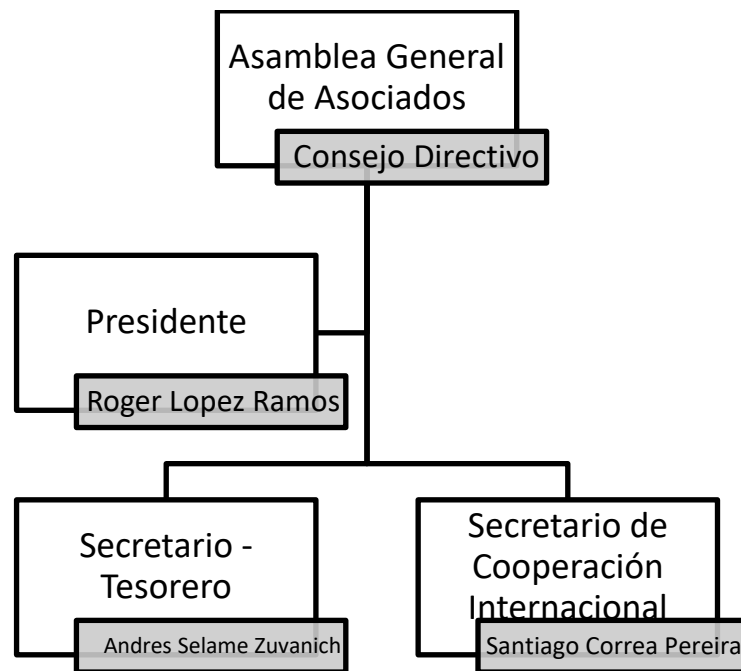 Asamblea General
de Asociados
Consejo Directivo
Presidente
Roger Lopez Ramos
Secretario -
Tesorero
Andres Selame Zuvanich
Secretario de
Cooperación
Internacional
Santiago Correa Pereira